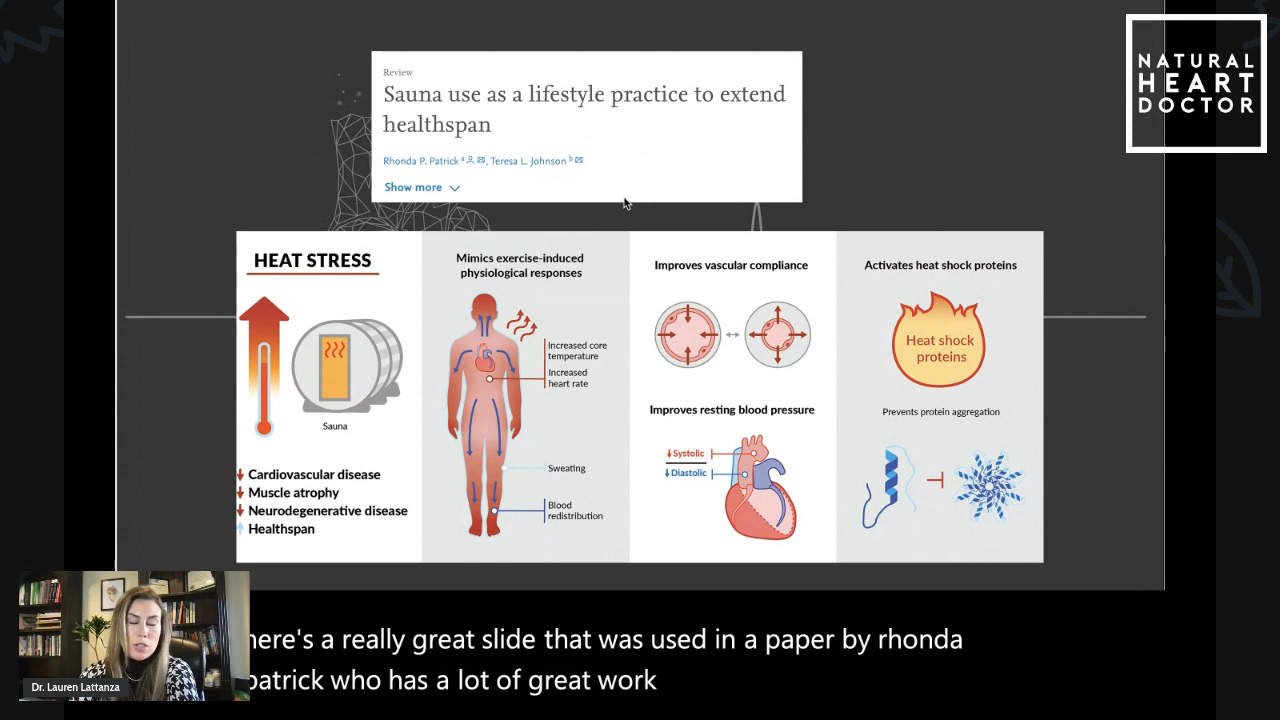 NATURAL
HEART
DOCTOR
Review
Sauna use as a lifestyle practice to extend
healthspan
Rhonda P. Patrick a, Teresa L. Johnson b
Show more
HEAT STRESS
Sauna
Cardiovascular disease
Muscle atrophy
Neurodegenerative disease
Healthspan
Mimics exercise-induced
physiological responses
Increased core
temperature
Increased
heart rate
Sweating
Blood
redistribution
Improves vascular compliance
Improves resting blood pressure
Systolic
Diastolic
Activates heat shock proteins
Heat shock
proteins
Prevents protein aggregation
Dr. Lauren Lattanza
here's a really great slide that was used in a paper by rhonda
patrick who has a lot of great work